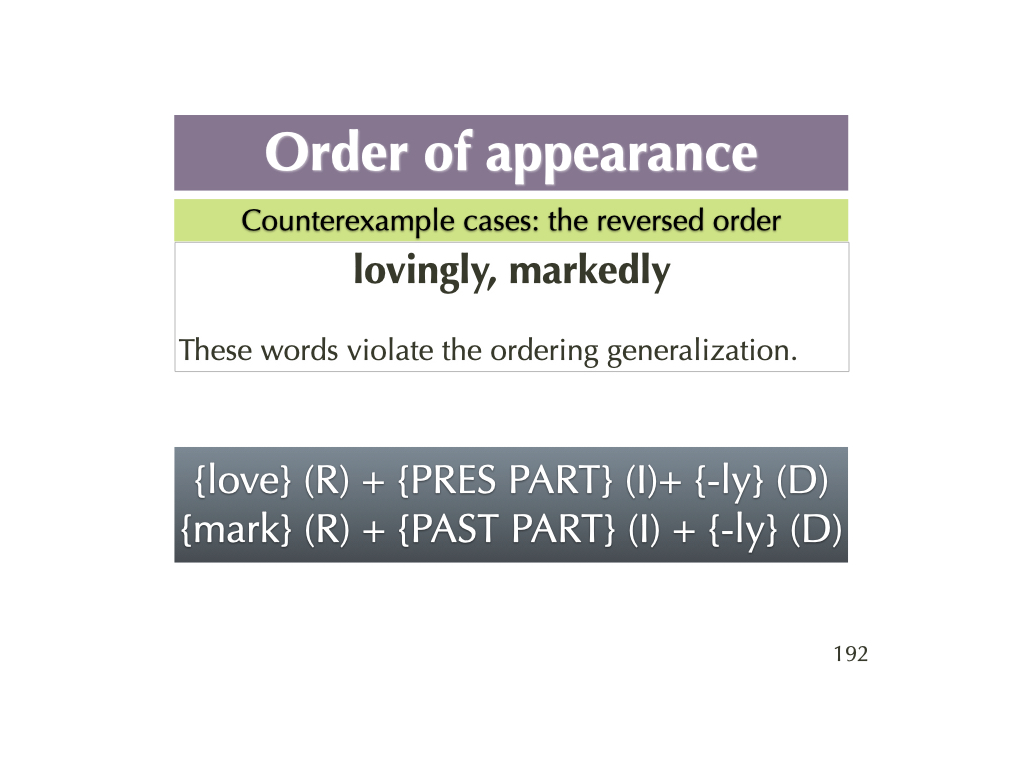 Order of appearance
Counterexample cases: the reversed order
lovingly, markedly
These words violate the ordering generalization.
{love} (R) + {PRES PART} (I)+ {-ly} (D)
{mark} (R) + {PAST PART} (I) + {-ly} (D)
192